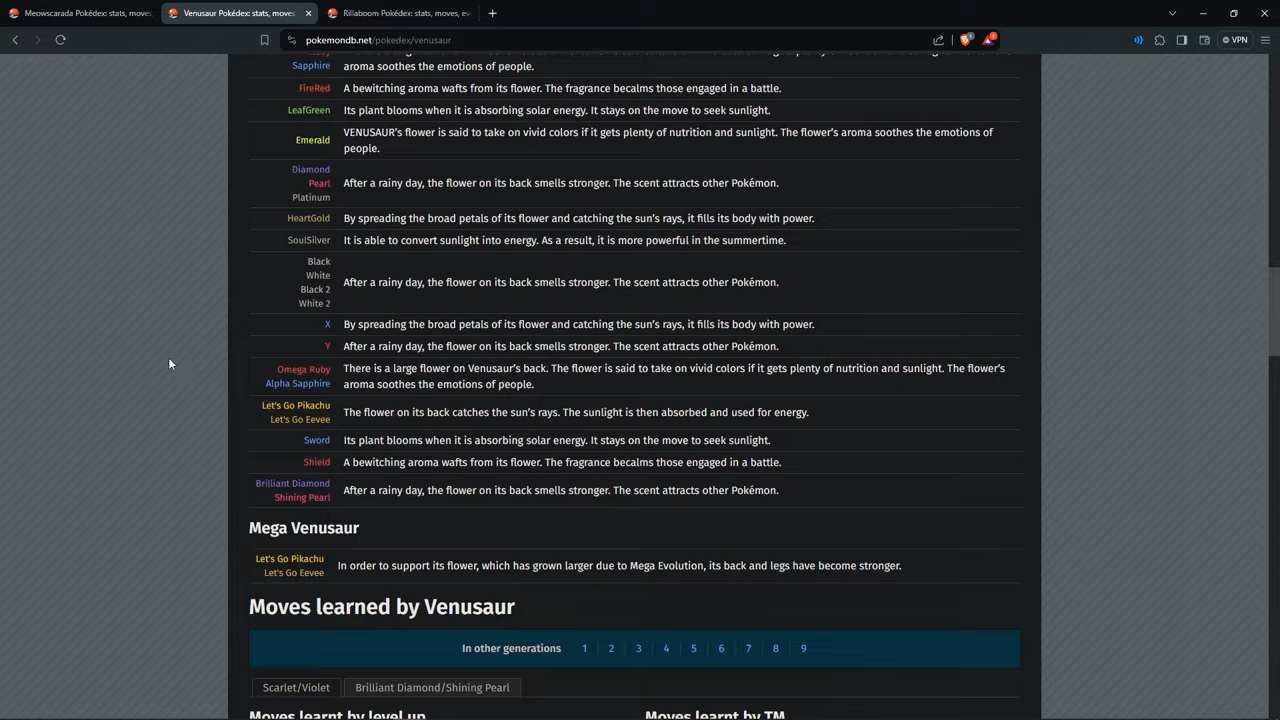 Meowscarada Pokédex: stats, moves,
Venusaur Pokédex: stats, moves
Rillaboom Pokédex: stats, moves, ev
pokemondb.net/pokedex/venusaur
VPN
Sapphire
aroma soothes the emotions of people.
FireRed A bewitching aroma wafts from its flower. The fragrance becalms those engaged in a battle.
LeafGreen Its plant blooms when it is absorbing solar energy. It stays on the move to seek sunlight.
Emerald VENUSAUR's flower is said to take on vivid colors if it gets plenty of nutrition and sunlight. The flower's aroma soothes the emotions of
people.
Diamond
Pearl
Platinum
After a rainy day, the flower on its back smells stronger. The scent attracts other Pokémon.
HeartGold By spreading the broad petals of its flower and catching the sun's rays, it fills its body with power.
SoulSilver It is able to convert sunlight into energy. As a result, it is more powerful in the summertime.
Black
White
Black 2
White 2
After a rainy day, the flower on its back smells stronger. The scent attracts other Pokémon.
X By spreading the broad petals of its flower and catching the sun's rays, it fills its body with power.
Y After a rainy day, the flower on its back smells stronger. The scent attracts other Pokémon.
Omega Ruby
Alpha Sapphire
There is a large flower on Venusaur's back. The flower is said to take on vivid colors if it gets plenty of nutrition and sunlight. The flower's
aroma soothes the emotions of people.
Let's Go Pikachu
Let's Go Eevee
The flower on its back catches the sun's rays. The sunlight is then absorbed and used for energy.
Sword Its plant blooms when it is absorbing solar energy. It stays on the move to seek sunlight.
Shield A bewitching aroma wafts from its flower. The fragrance becalms those engaged in a battle.
Brilliant Diamond
Shining Pearl
After a rainy day, the flower on its back smells stronger. The scent attracts other Pokémon.
Mega Venusaur
Let's Go Pikachu
Let's Go Eevee
In order to support its flower, which has grown larger due to Mega Evolution, its back and legs have become stronger.
Moves learned by Venusaur
In other generations 1 2 3 4 5 6 7 8 9
Scarlet/Violet Brilliant Diamond/Shining Pearl
Moves learnt by level up Moves learnt by TM